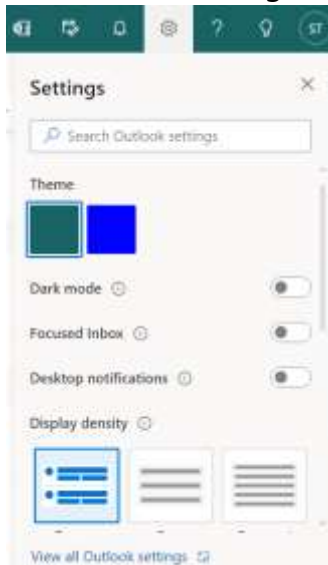 ?
ST
Settings
Search Outlook settings
Theme
Dark mode
Focused Inbox
Desktop notifications
Display density
View all Outlook settings